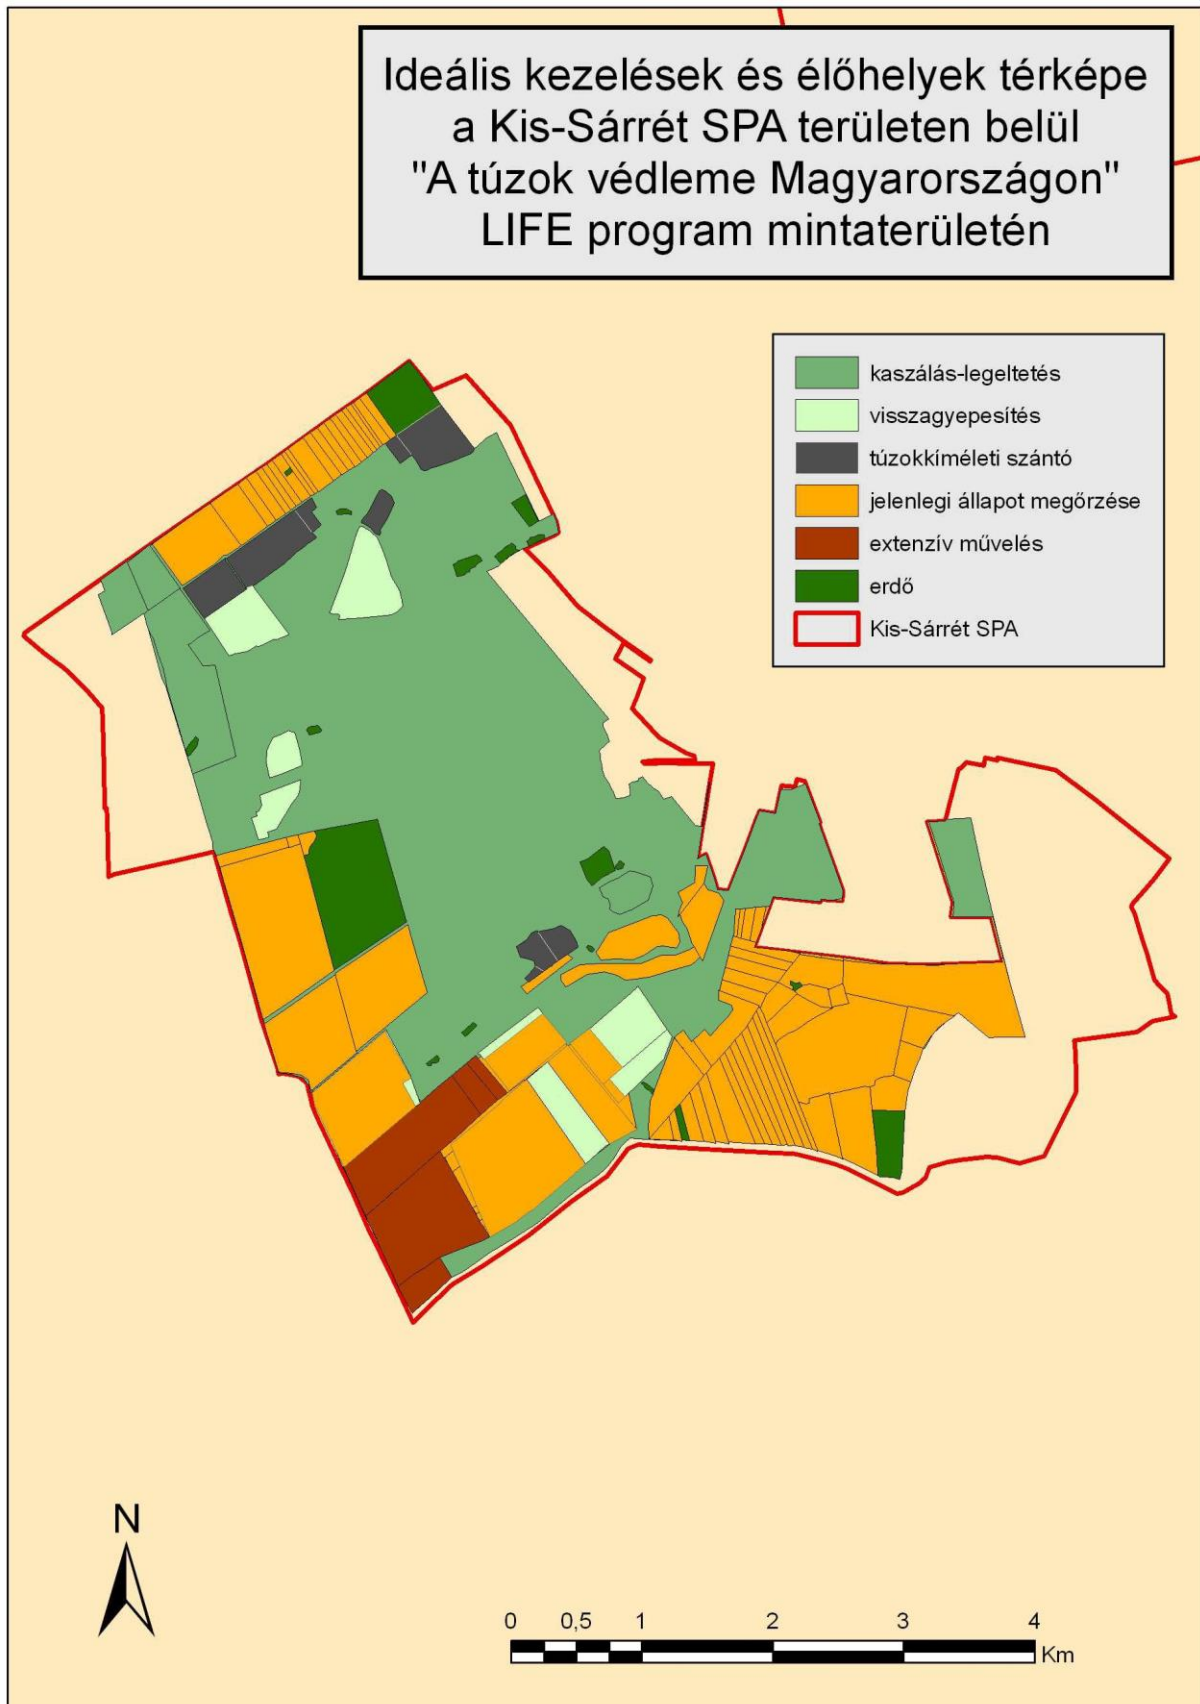 Ideális kezelések és élőhelyek térképe
a Kis-Sárrét SPA területen belül
"A túzok védleme Magyarországon"
LIFE program mintaterületén
kaszálás-legeltetés
visszagyepesítés
túzokkíméleti szántó
jelenlegi állapot megőrzése
extenzív művelés
erdő
Kis-Sárrét SPA
N
0 0,5 1 2 3 4
Km